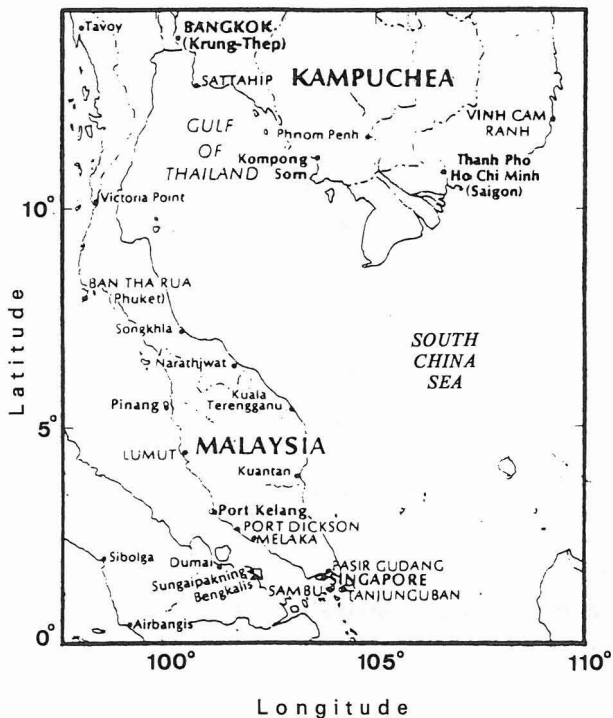 Tavoy
BANGKOK
(Krung-Thep)
SATTAHIP
KAMPUCHEA
GULF
OF
THAILAND
Phnom Penh
VINH CAM
RANH
Kompong
Som
Thanh Pho
Ho Chi Minh
(Saigon)
10°
Victoria Point
BAN THA RUA
(Phuket)
Songkhla
Narathiwat
SOUTH
CHINA
SEA
Pinang
Kuala
Terengganu
5°
LUMUT
MALAYSIA
Kuantan
Port Kelang
PORT DICKSON
MELAKA
Sibolga
Dumai
Sungaipakning
Bengkalis
PASIR GUDANG
SINGAPORE
SAMBU
TANJUNGUBAN
Airbangis
0°
100°
105°
110°
Latitude
Longitude